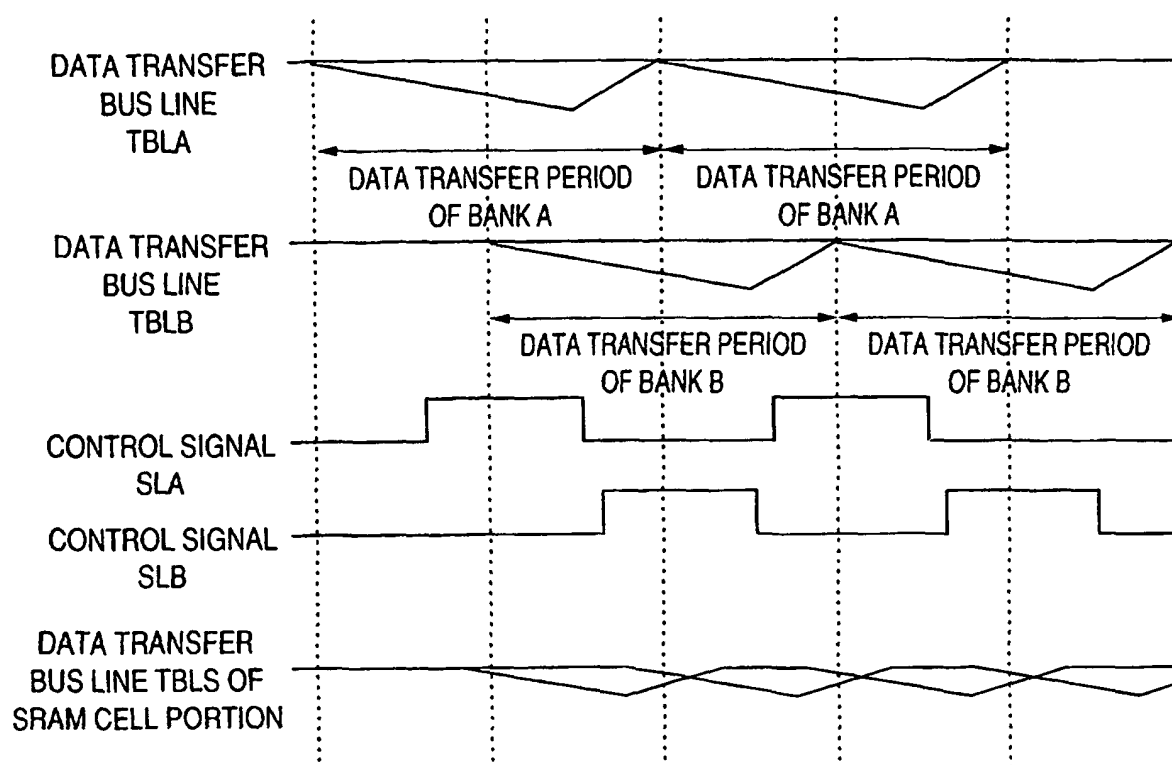 DATA TRANSFER
BUS LINE
TBLA
DATA TRANSFER PERIOD
OF BANK A
DATA TRANSFER PERIOD
OF BANK A
DATA TRANSFER
BUS LINE
TBLB
DATA TRANSFER PERIOD
OF BANK B
DATA TRANSFER PERIOD
OF BANK B
CONTROL SIGNAL
SLA
CONTROL SIGNAL
SLB
DATA TRANSFER
BUS LINE TBLS OF
SRAM CELL PORTION